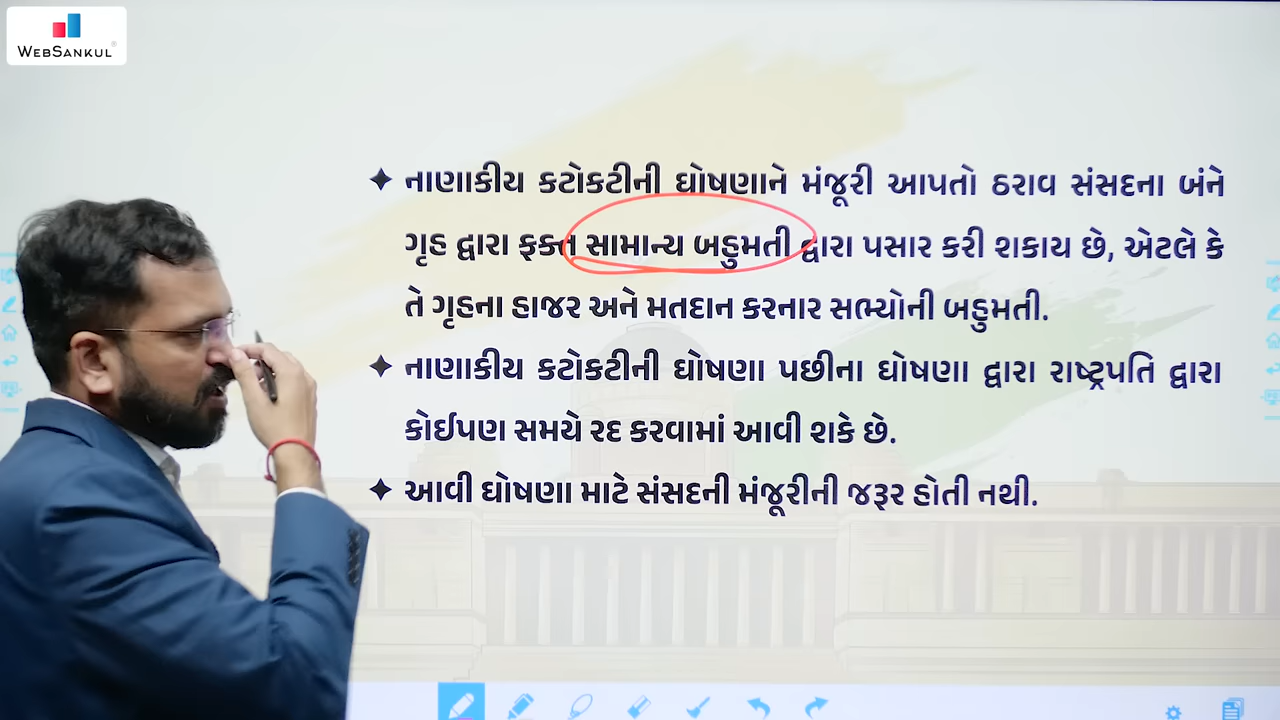 WEBSANKUL®
✦ નાણાકીય કટોકટીની ઘોષણાને મંજૂરી આપતો ઠરાવ સંસદના બંને
ગૃહ દ્વારા ફક્ત સામાન્ય બહુમતી દ્વારા પસાર કરી શકાય છે, એટલે કે
તે ગૃહના હાજર અને મતદાન કરનાર સભ્યોની બહુમતી.
✦ નાણાકીય કટોકટીની ઘોષણા પછીના ઘોષણા દ્વારા રાષ્ટ્રપતિ દ્વારા
કોઈપણ સમયે રદ કરવામાં આવી શકે છે.
✦ આવી ઘોષણા માટે સંસદની મંજૂરીની જરૂર હોતી નથી.